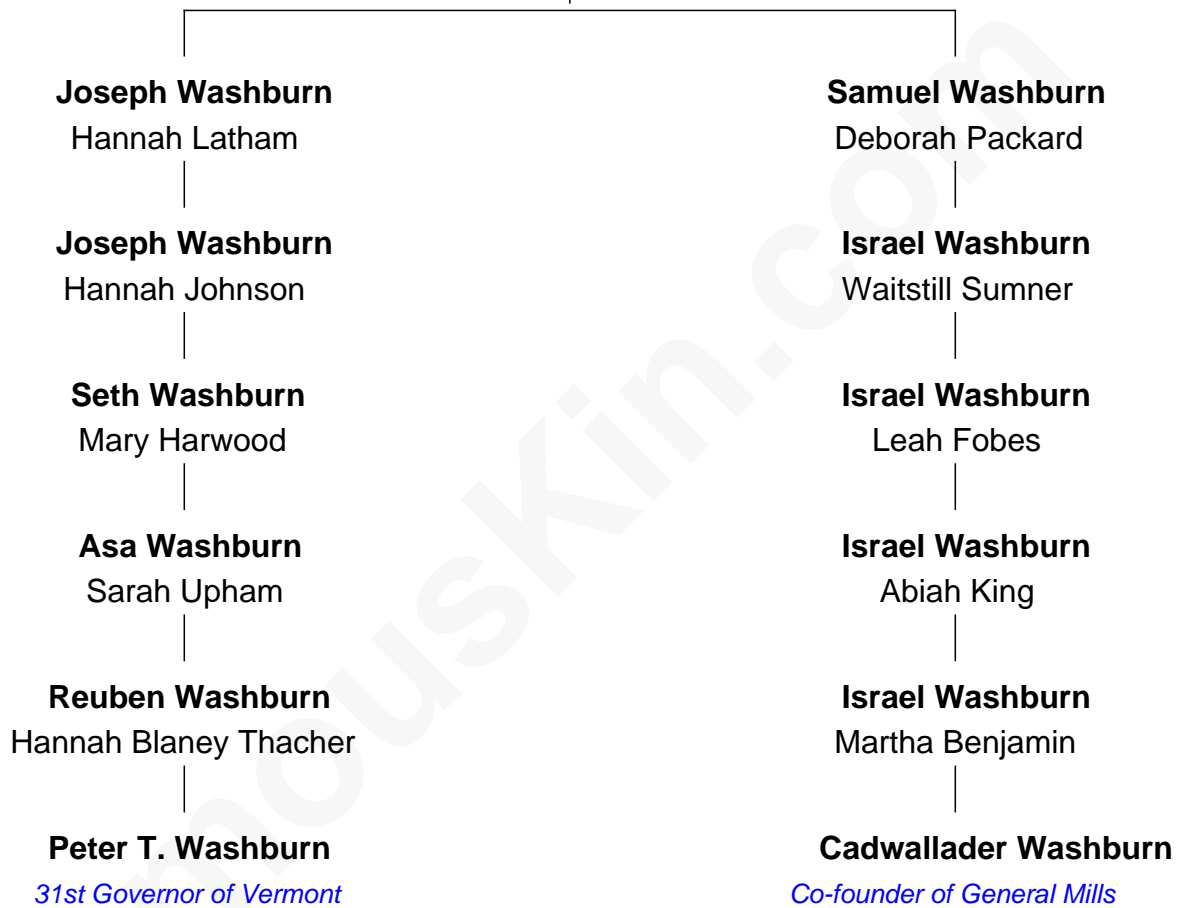 Joseph Washburn
Hannah Latham
Samuel Washburn
Deborah Packard
Joseph Washburn
Hannah Johnson
Israel Washburn
Waitstill Sumner
Seth Washburn
Mary Harwood
Israel Washburn
Leah Fobes
Asa Washburn
Sarah Upham
Israel Washburn
Abiah King
Reuben Washburn
Hannah Blaney Thacher
Israel Washburn
Martha Benjamin
Peter T. Washburn
31st Governor of Vermont
Cadwallader Washburn
Co-founder of General Mills
mouskin.com